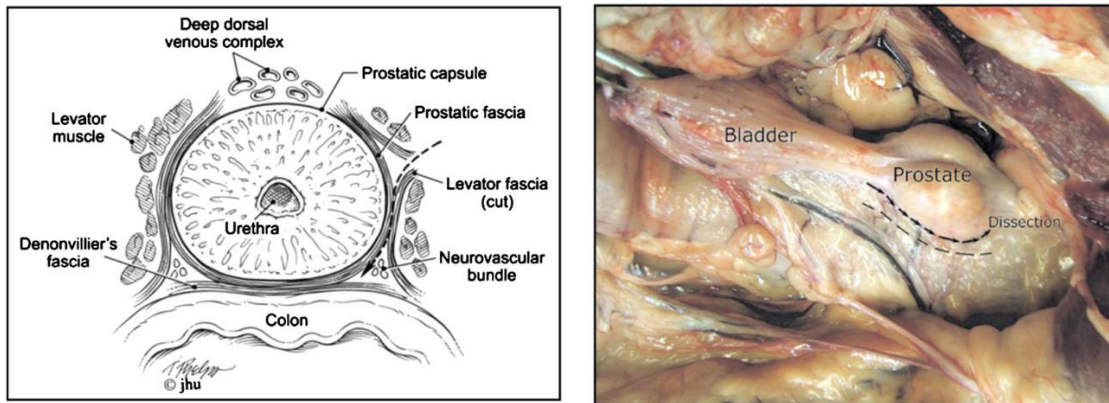 Deep dorsal
venous complex
Prostatic capsule
Prostatic fascia
Levator
muscle
Levator fascia
(cut)
Urethra
Denonvillier's
fascia
Neurovascular
bundle
Colon
© jhu
Bladder
Prostate
Dissection